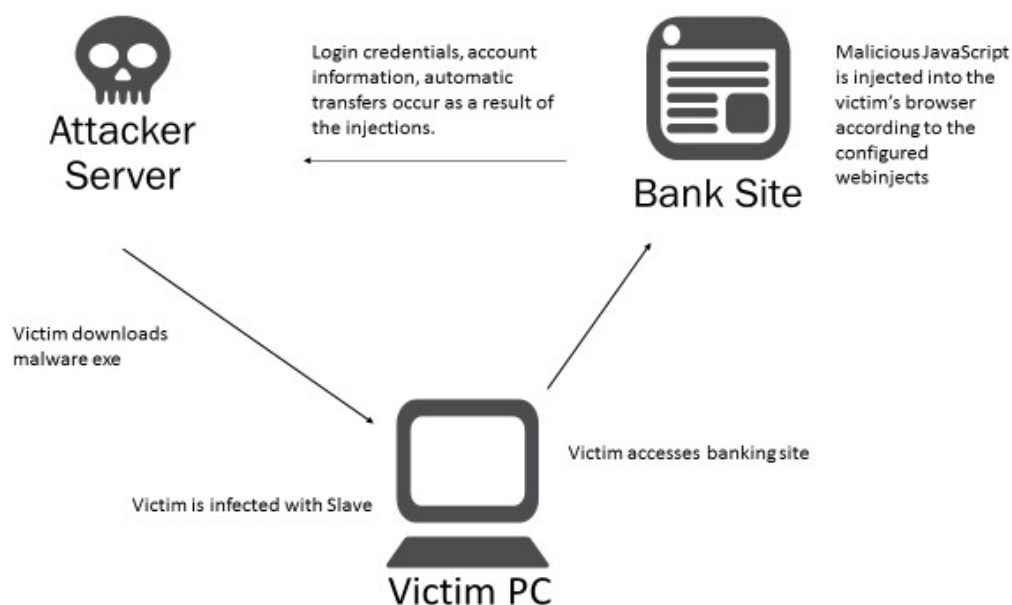 Attacker
Server
Login credentials, account
information, automatic
transfers occur as a result of
the injections.
Bank Site
Malicious JavaScript
is injected into the
victim's browser
according to the
configured
webinjects
Victim downloads
malware exe
Victim is infected with Slave
Victim accesses banking site
Victim PC